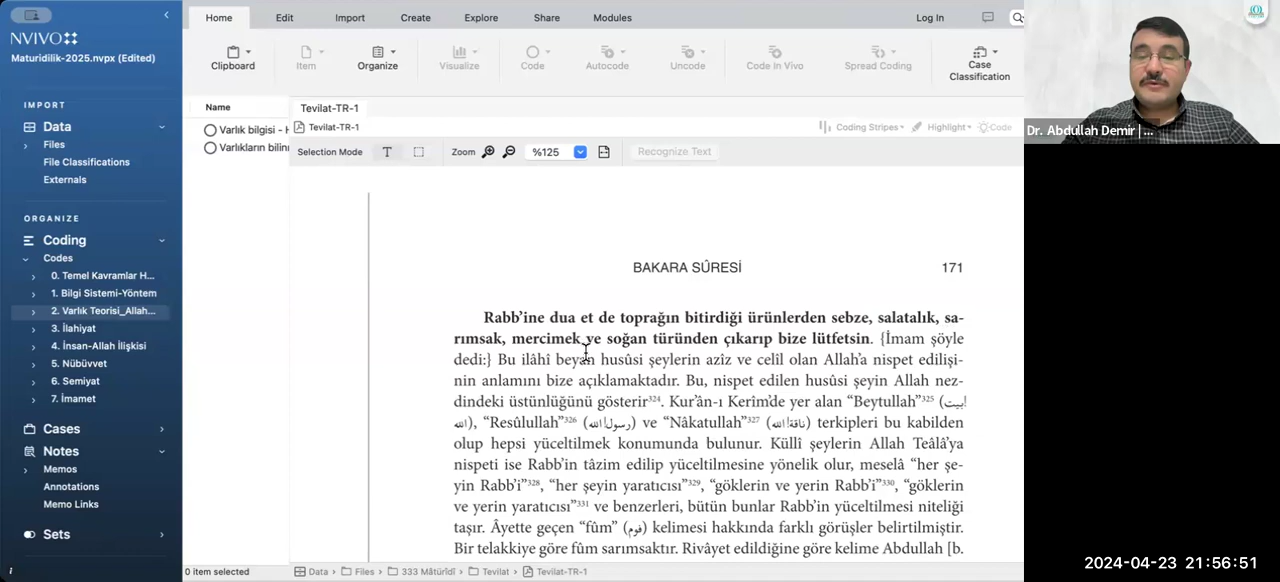 NVIVO
Maturidilik-2025.nvpx (Edited)
IMPORT
Data
Files
File Classifications
Externals
ORGANIZE
Coding
Codes
0. Temel Kavramlar H...
1. Bilgi Sistemi-Yöntem
2. Varlık Teorisi_Allah...
3. İlahiyat
4. İnsan-Allah İlişkisi
5. Nübüvvet
6. Semiyat
7. İmamet
Cases
Notes
Memos
Annotations
Memo Links
Sets
Home Edit Import Create Explore Share Modules Log In
Clipboard Item Organize Visualize Code Autocode Uncode Code In Vivo Spread Coding Case Classification
Name
Varlık bilgisi - H
Varlıkların bilin
Tevilat-TR-1
Tevilat-TR-1 Coding Stripes Highlight Code
Selection Mode T Zoom %125 Recognize Text
BAKARA SÛRESİ 171
Rabb’ine dua et de toprağın bitirdiği ürünlerden sebze, salatalık, sa-
rımsak, mercimek ve soğan türünden çıkarıp bize lütfetsin. {İmam şöyle
dedi:} Bu ilâhî beyan husûsi şeylerin azîz ve celîl olan Allah’a nispet edilişi-
nin anlamını bize açıklamaktadır. Bu, nispet edilen husûsi şeyin Allah nez-
dindeki üstünlüğünü gösterir³²⁴. Kur’ân-ı Kerîm’de yer alan “Beytullah”³²⁵ (بيت|
الله), “Resûlullah”³²⁶ (رسول|الله) ve “Nâkatullah”³²⁷ (ناقة|الله) terkipleri bu kabilden
olup hepsi yüceltilmek konumunda bulunur. Küllî şeylerin Allah Teâlâ’ya
nispeti ise Rabb’in tâzim edilip yüceltilmesine yönelik olur, meselâ “her şe-
yin Rabb’i”³²⁸, “her şeyin yaratıcısı”³²⁹, “göklerin ve yerin Rabb’i”³³⁰, “göklerin
ve yerin yaratıcısı”³³¹ ve benzerleri, bütün bunlar Rabb’in yüceltilmesi niteliği
taşır. Âyette geçen “fûm” (فوم) kelimesi hakkında farklı görüşler belirtilmiştir.
Bir telakkiye göre fûm sarımsaktır. Rivâyet edildiğine göre kelime Abdullah [b.
0 item selected Data > Files > 333 Mâtürîdî > Tevilat > Tevilat-TR-1
Dr. Abdullah Demir | ...
2024-04-23 21:56:51